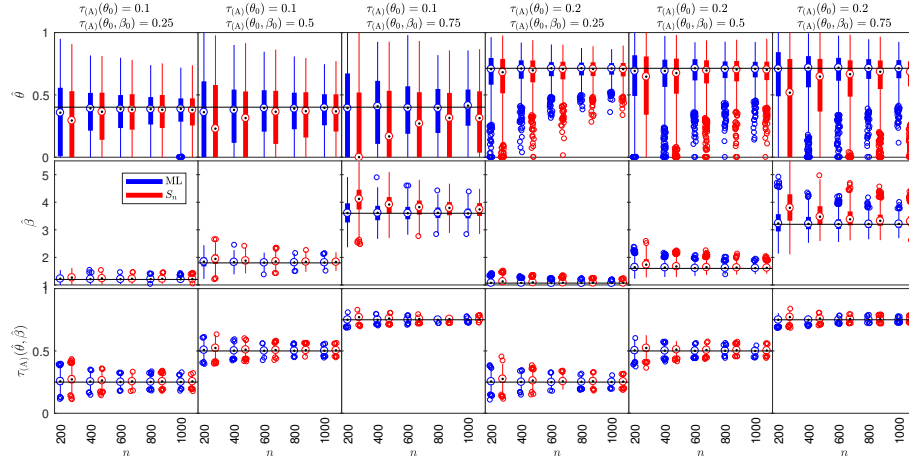 τ(A)(θ0) = 0.1 τ(A)(θ0) = 0.1 τ(A)(θ0) = 0.1 τ(A)(θ0) = 0.2 τ(A)(θ0) = 0.2 τ(A)(θ0) = 0.2
τ(A)(θ0, β0) = 0.25 τ(A)(θ0, β0) = 0.5 τ(A)(θ0, β0) = 0.75 τ(A)(θ0, β0) = 0.25 τ(A)(θ0, β0) = 0.5 τ(A)(θ0, β0) = 0.75
1
θ̂ 0.5
0
5
ML
Sn
4
β̂ 3
2
1
1
τ(A)(θ̂, β̂) 0.5
0
200 400 600 800 1000 200 400 600 800 1000 200 400 600 800 1000 200 400 600 800 1000 200 400 600 800 1000 200 400 600 800 1000
n n n n n n